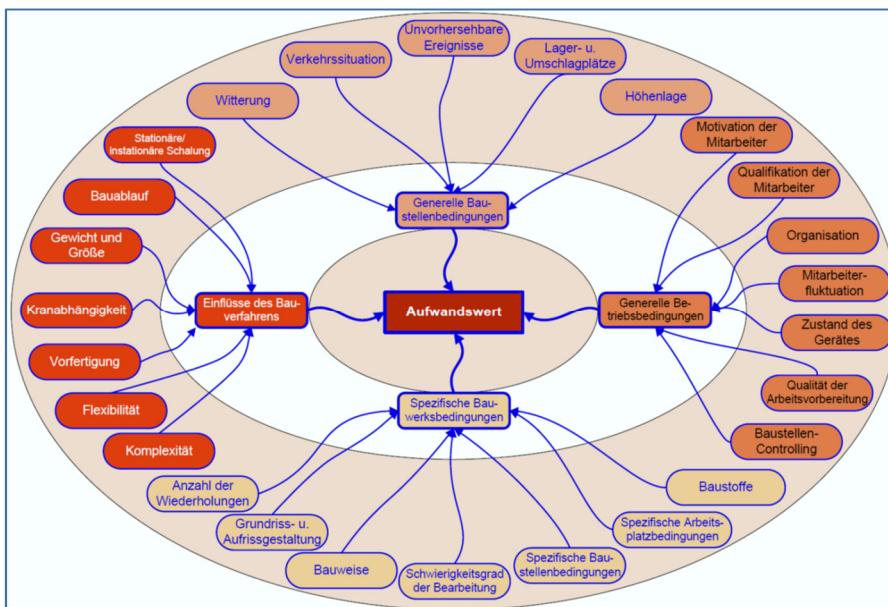 Unvorhersehbare
Ereignisse
Lager- u.
Umschlagplätze
Verkehrssituation
Witterung
Höhenlage
Stationäre/
instationäre Schalung
Motivation der
Mitarbeiter
Bauablauf
Qualifikation der
Mitarbeiter
Generelle Bau-
stellenbedingungen
Gewicht und
Größe
Organisation
Mitarbeiter-
fluktuation
Kranabhängigkeit
Einflüsse des Bau-
verfahrens
Aufwandswert
Generelle Be-
triebsbedingungen
Zustand des
Gerätes
Vorfertigung
Qualität der
Arbeitsvorbereitung
Flexibilität
Spezifische Bau-
werksbedingungen
Komplexität
Baustellen-
Controlling
Anzahl der
Wiederholungen
Baustoffe
Grundriss- u.
Aufrissgestaltung
Spezifische Arbeits-
platzbedingungen
Bauweise
Schwierigkeitsgrad
der Bearbeitung
Spezifische Bau-
stellenbedingungen